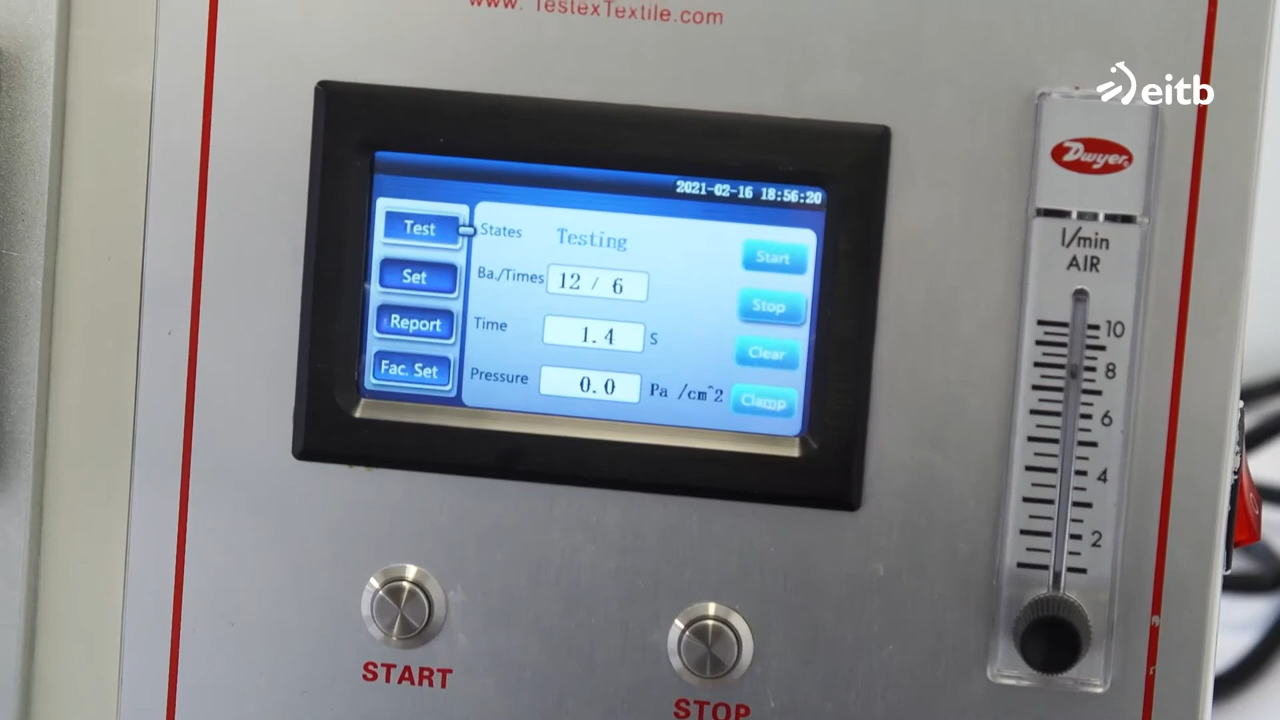 www. TestexTextile.com
eitb
Dwyer
2021-02-16 18:56:20
Test
States
Testing
Start
Set
Ba./Times
12 / 6
Stop
Report
Time
1.4
S
Clear
Fac. Set
Pressure
0.0
Pa /cm^2
Clamp
l/min
AIR
10
8
6
4
2
START
STOP